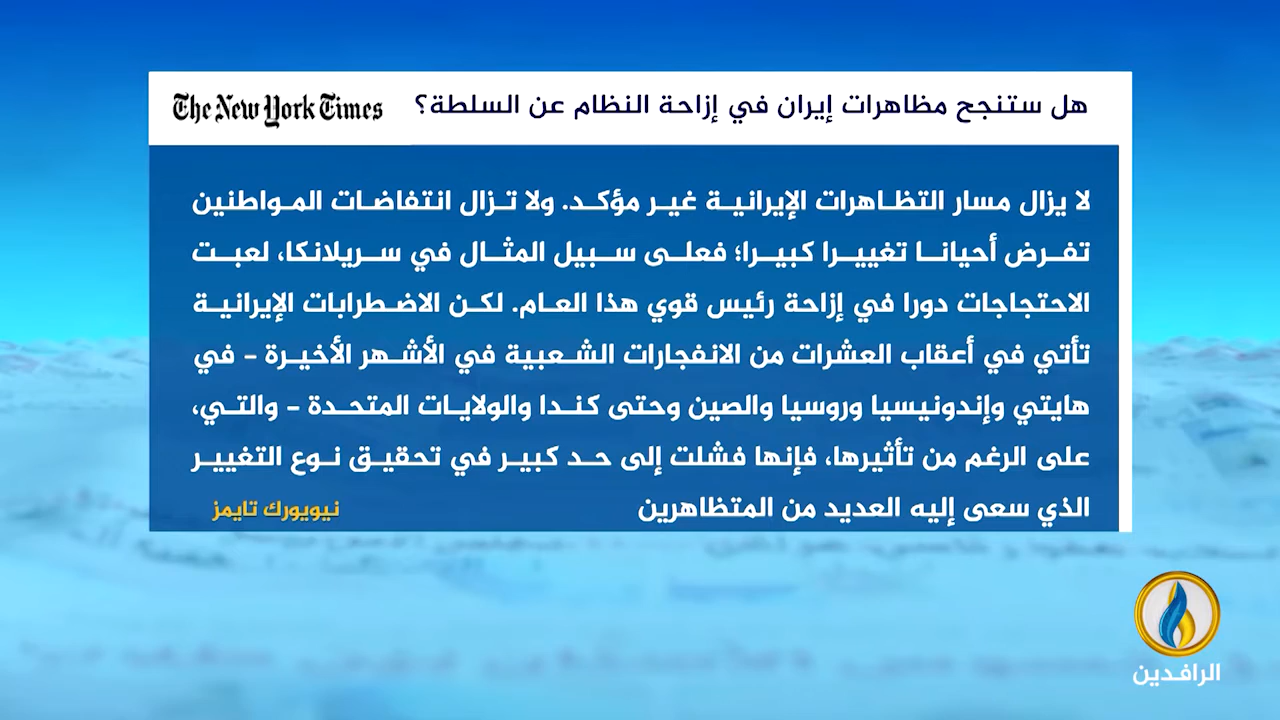 هل ستنجح مظاهرات إيران في إزاحة النظام عن السلطة؟
The New York Times
لا يزال مسار التظاهرات الإيرانية غير مؤكد. ولا تزال انتفاضات المواطنين
تفرض أحيانا تغييرا كبيرا؛ فعلى سبيل المثال في سريلانكا، لعبت
الاحتجاجات دورا في إزاحة رئيس قوي هذا العام. لكن الاضطرابات الإيرانية
تأتي في أعقاب العشرات من الانفجارات الشعبية في الأشهر الأخيرة – في
هايتي وإندونيسيا وروسيا والصين وحتى كندا والولايات المتحدة – والتي،
على الرغم من تأثيرها، فإنها فشلت إلى حد كبير في تحقيق نوع التغيير
الذي سعى إليه العديد من المتظاهرين
نيويورك تايمز
الرافدين